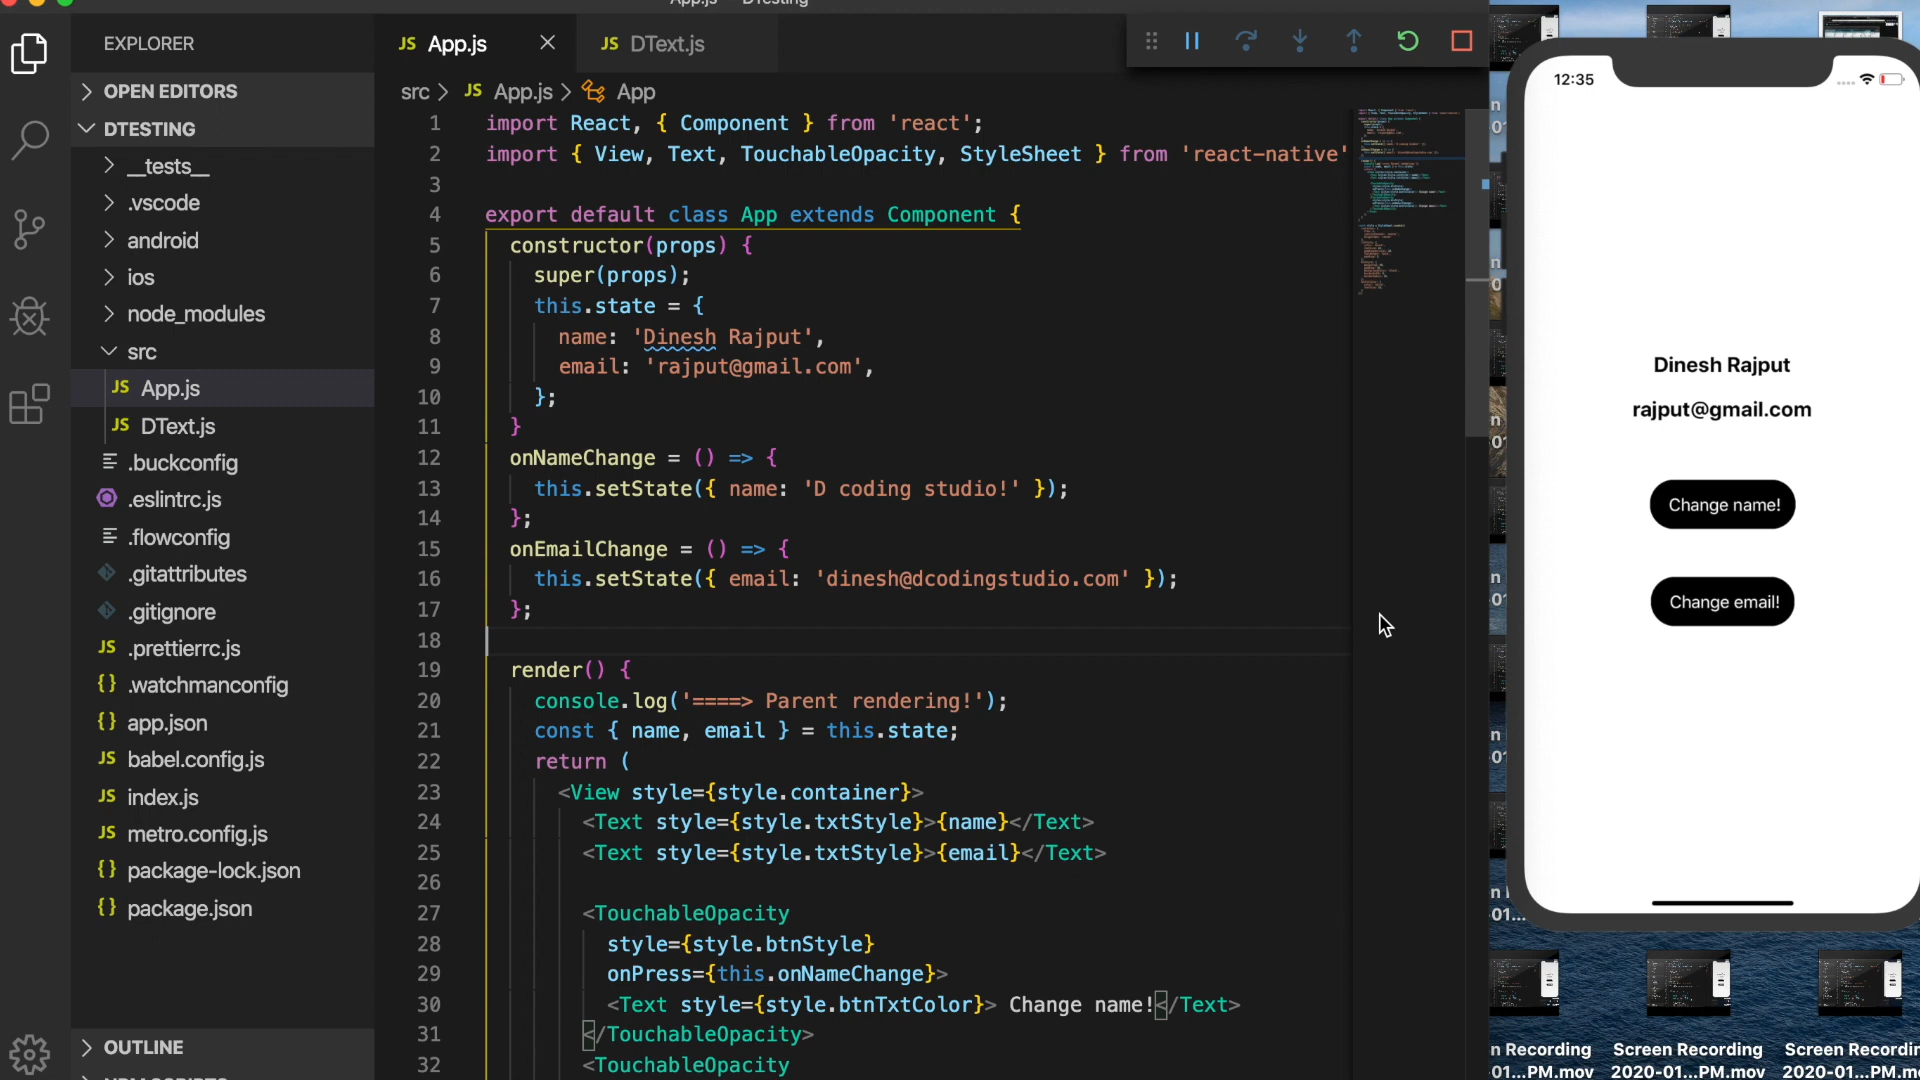 EXPLORER
OPEN EDITORS
DTESTING
__tests__
.vscode
android
ios
node_modules
src
JS App.js
JS DText.js
.buckconfig
.eslintrc.js
.flowconfig
.gitattributes
.gitignore
JS .prettierrc.js
{} .watchmanconfig
{} app.json
JS babel.config.js
JS index.js
JS metro.config.js
{} package-lock.json
{} package.json
OUTLINE
JS App.js
JS DText.js
src > JS App.js > App
1 import React, { Component } from 'react';
2 import { View, Text, TouchableOpacity, StyleSheet } from 'react-native'
3
4 export default class App extends Component {
5 constructor(props) {
6 super(props);
7 this.state = {
8 name: 'Dinesh Rajput',
9 email: 'rajput@gmail.com',
10 };
11 }
12 onNameChange = () => {
13 this.setState({ name: 'D coding studio!' });
14 };
15 onEmailChange = () => {
16 this.setState({ email: 'dinesh@dcodingstudio.com' });
17 };
18
19 render() {
20 console.log('====> Parent rendering!');
21 const { name, email } = this.state;
22 return (
23 <View style={style.container}>
24 <Text style={style.txtStyle}>{name}</Text>
25 <Text style={style.txtStyle}>{email}</Text>
26
27 <TouchableOpacity
28 style={style.btnStyle}
29 onPress={this.onNameChange}>
30 <Text style={style.btnTxtColor}> Change name!</Text>
31 </TouchableOpacity>
32 <TouchableOpacity
12:35
Dinesh Rajput
rajput@gmail.com
Change name!
Change email!
n Recording
-01...PM.mov
Screen Recording
2020-01...PM.mov
Screen Recordin
2020-01...PM.m